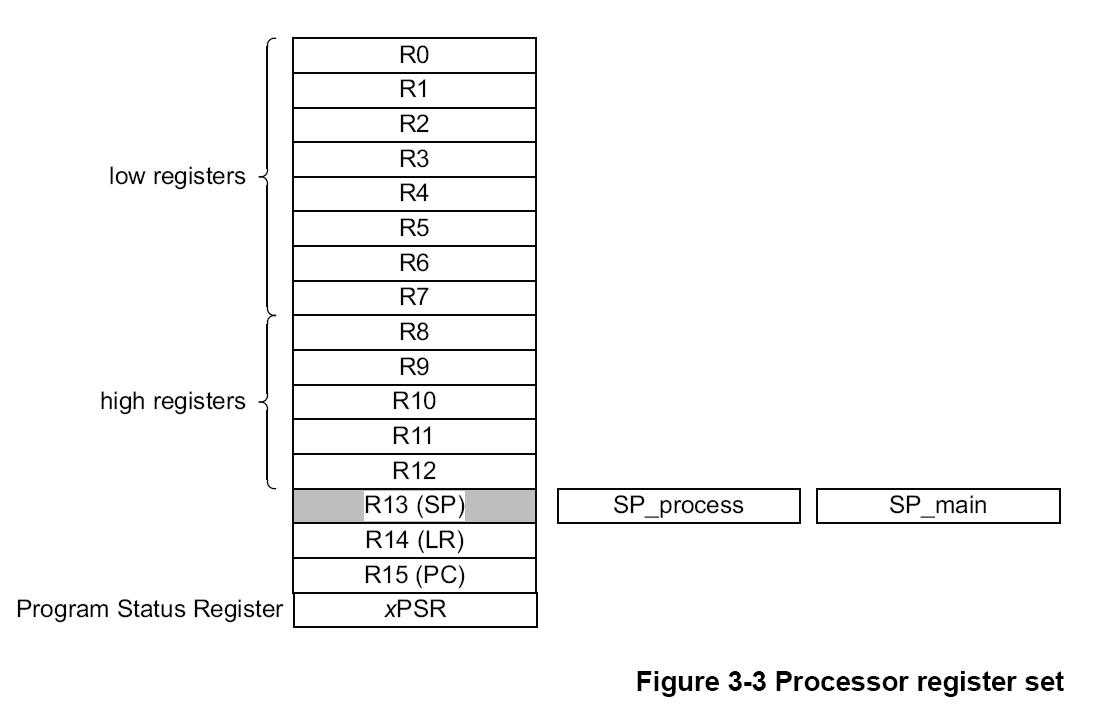 R0
R1
R2
low registers
R3
R4
R5
R6
R7
R8
R9
high registers
R10
R11
R12
R13 (SP)
SP_process
SP_main
R14 (LR)
R15 (PC)
Program Status Register
xPSR
Figure 3-3 Processor register set